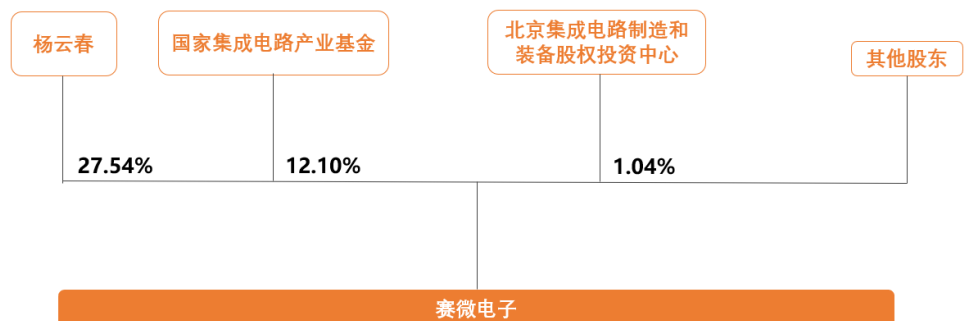 杨云春
国家集成电路产业基金
北京集成电路制造和
装备股权投资中心
其他股东
27.54%
12.10%
1.04%
赛微电子